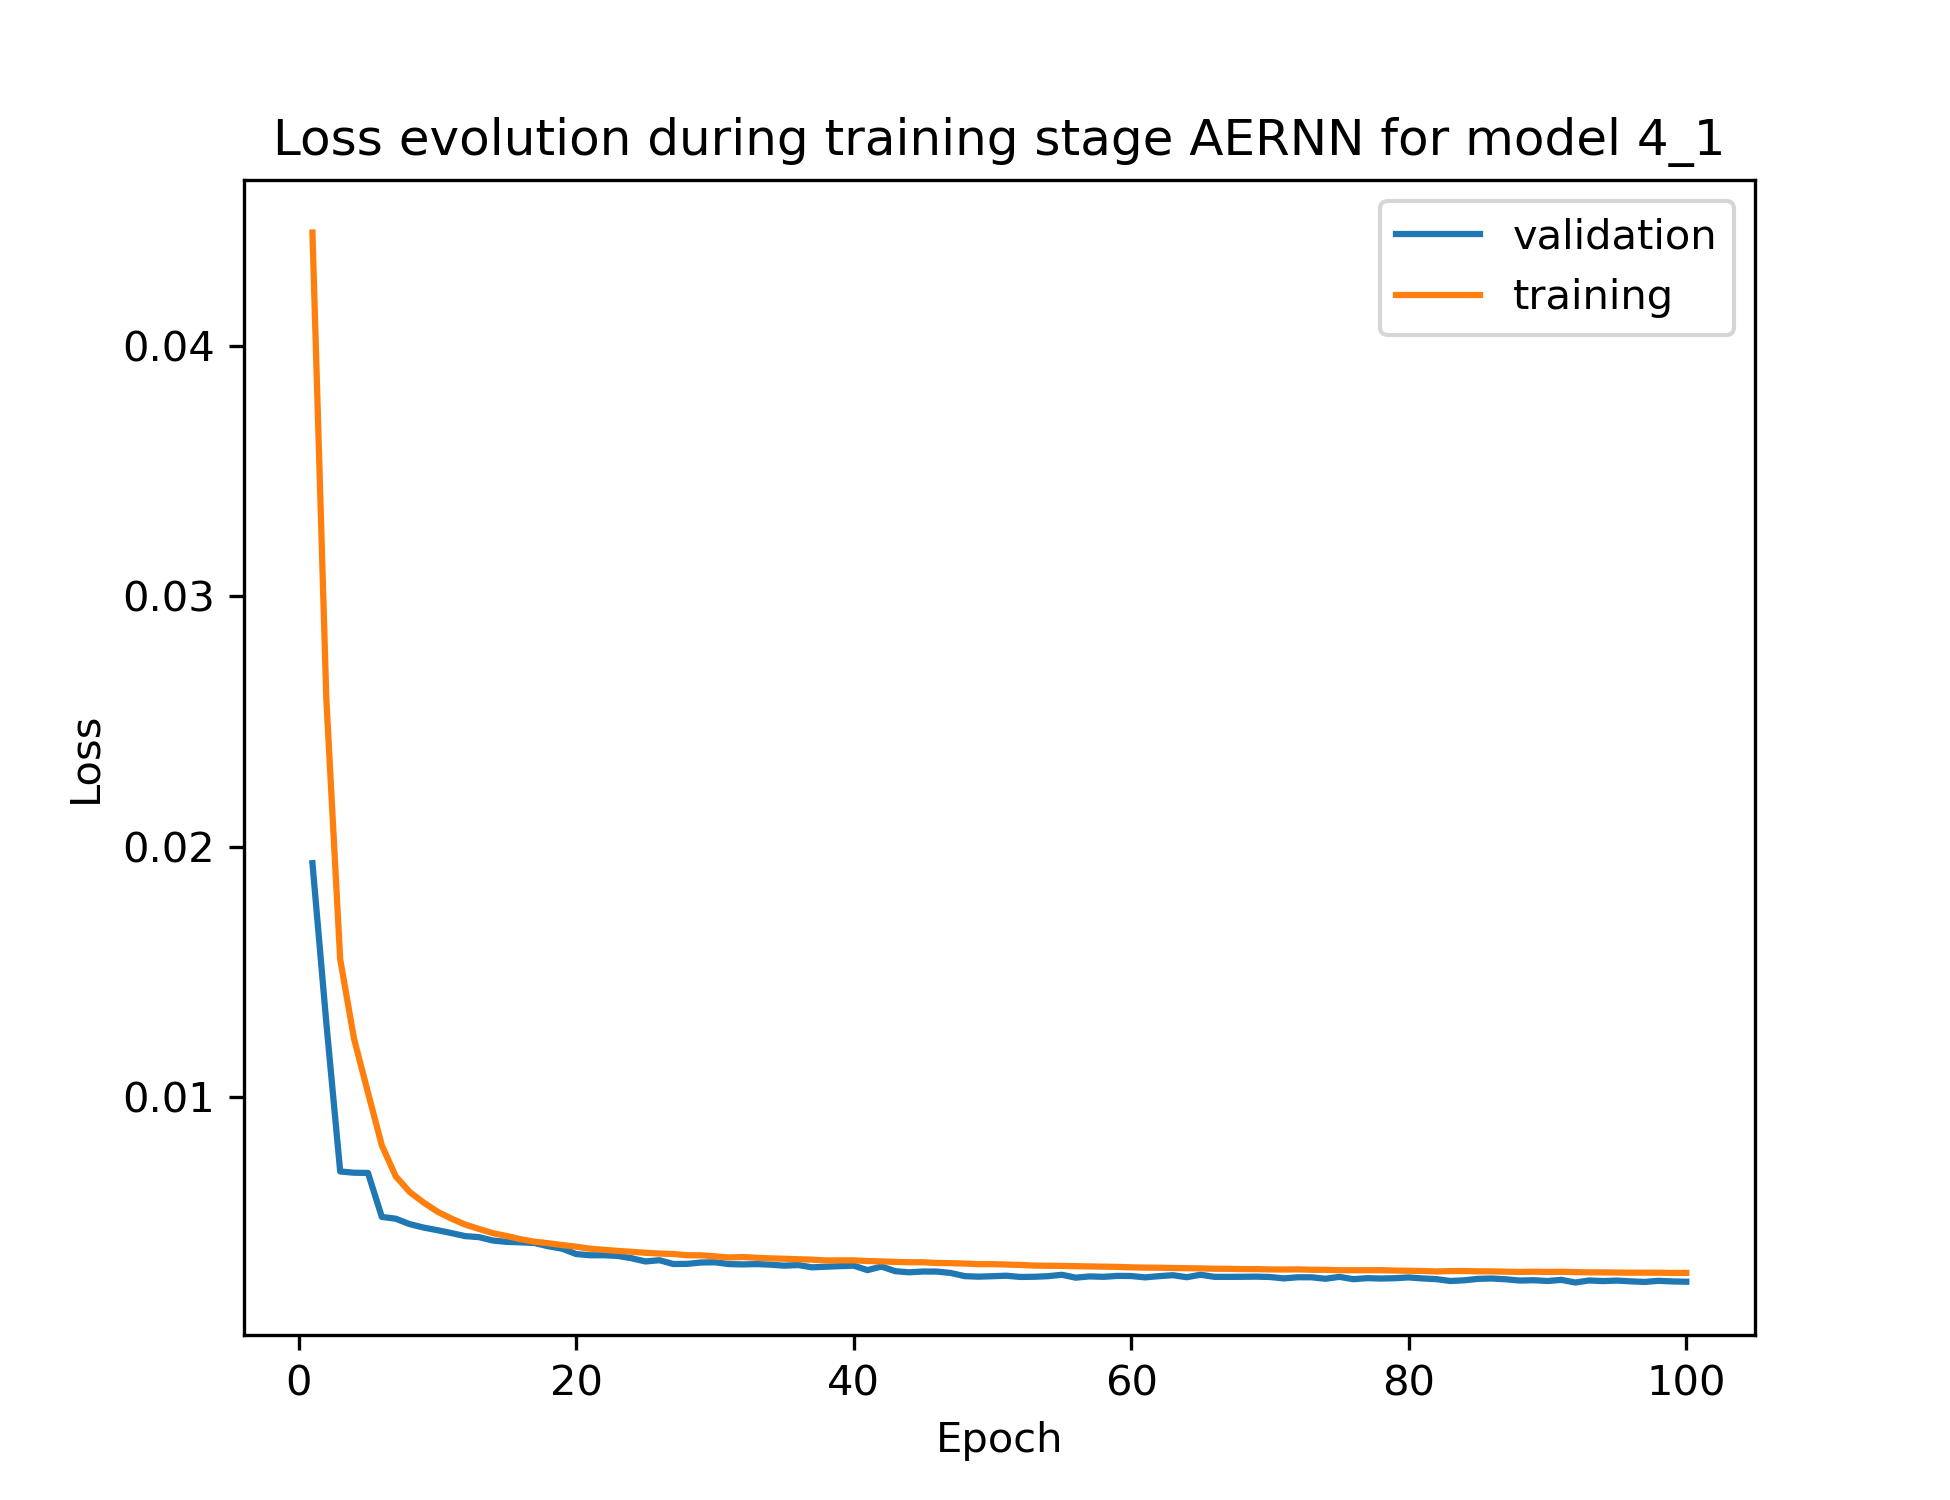 Loss evolution during training stage AERNN for model 4_1
validation
training
0.04
0.03
0.02
0.01
Loss
0 20 40 60 80 100
Epoch